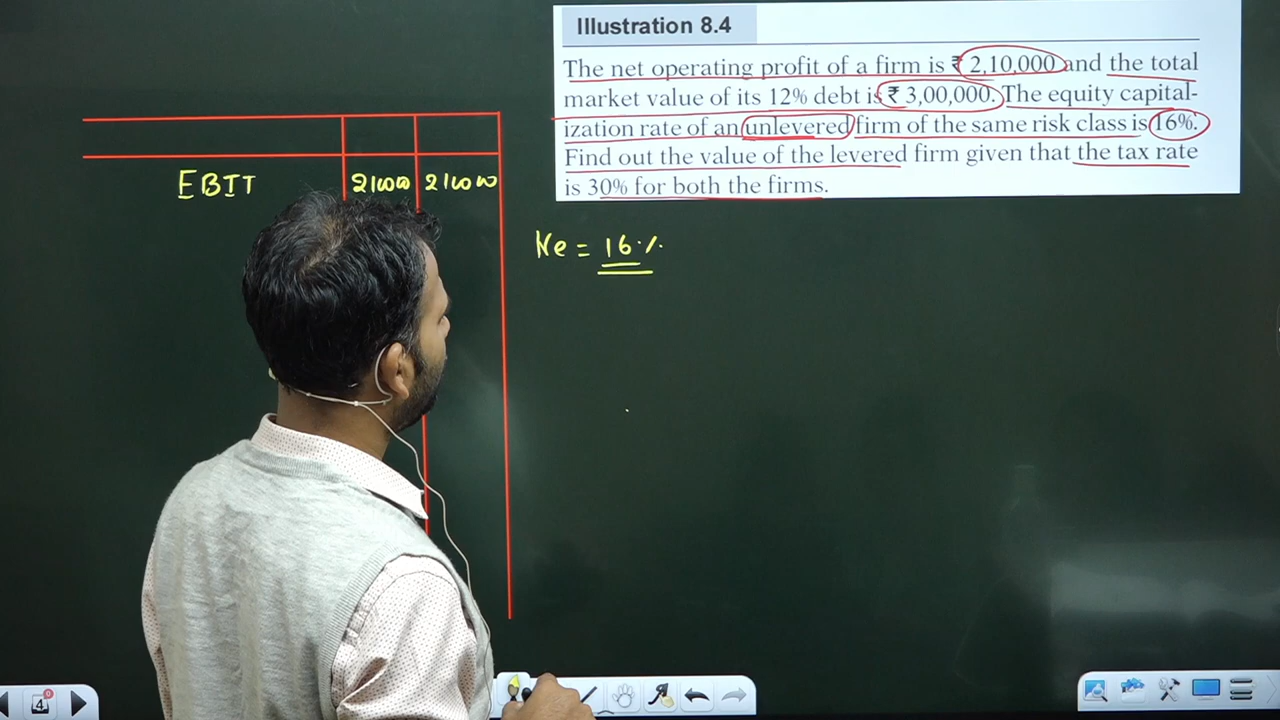 Illustration 8.4
The net operating profit of a firm is ₹ 2,10,000 and the total
market value of its 12% debt is ₹ 3,00,000. The equity capital-
ization rate of an unlevered firm of the same risk class is 16%.
Find out the value of the levered firm given that the tax rate
is 30% for both the firms.
EBIT 210000 210000
Ke = 16%
4